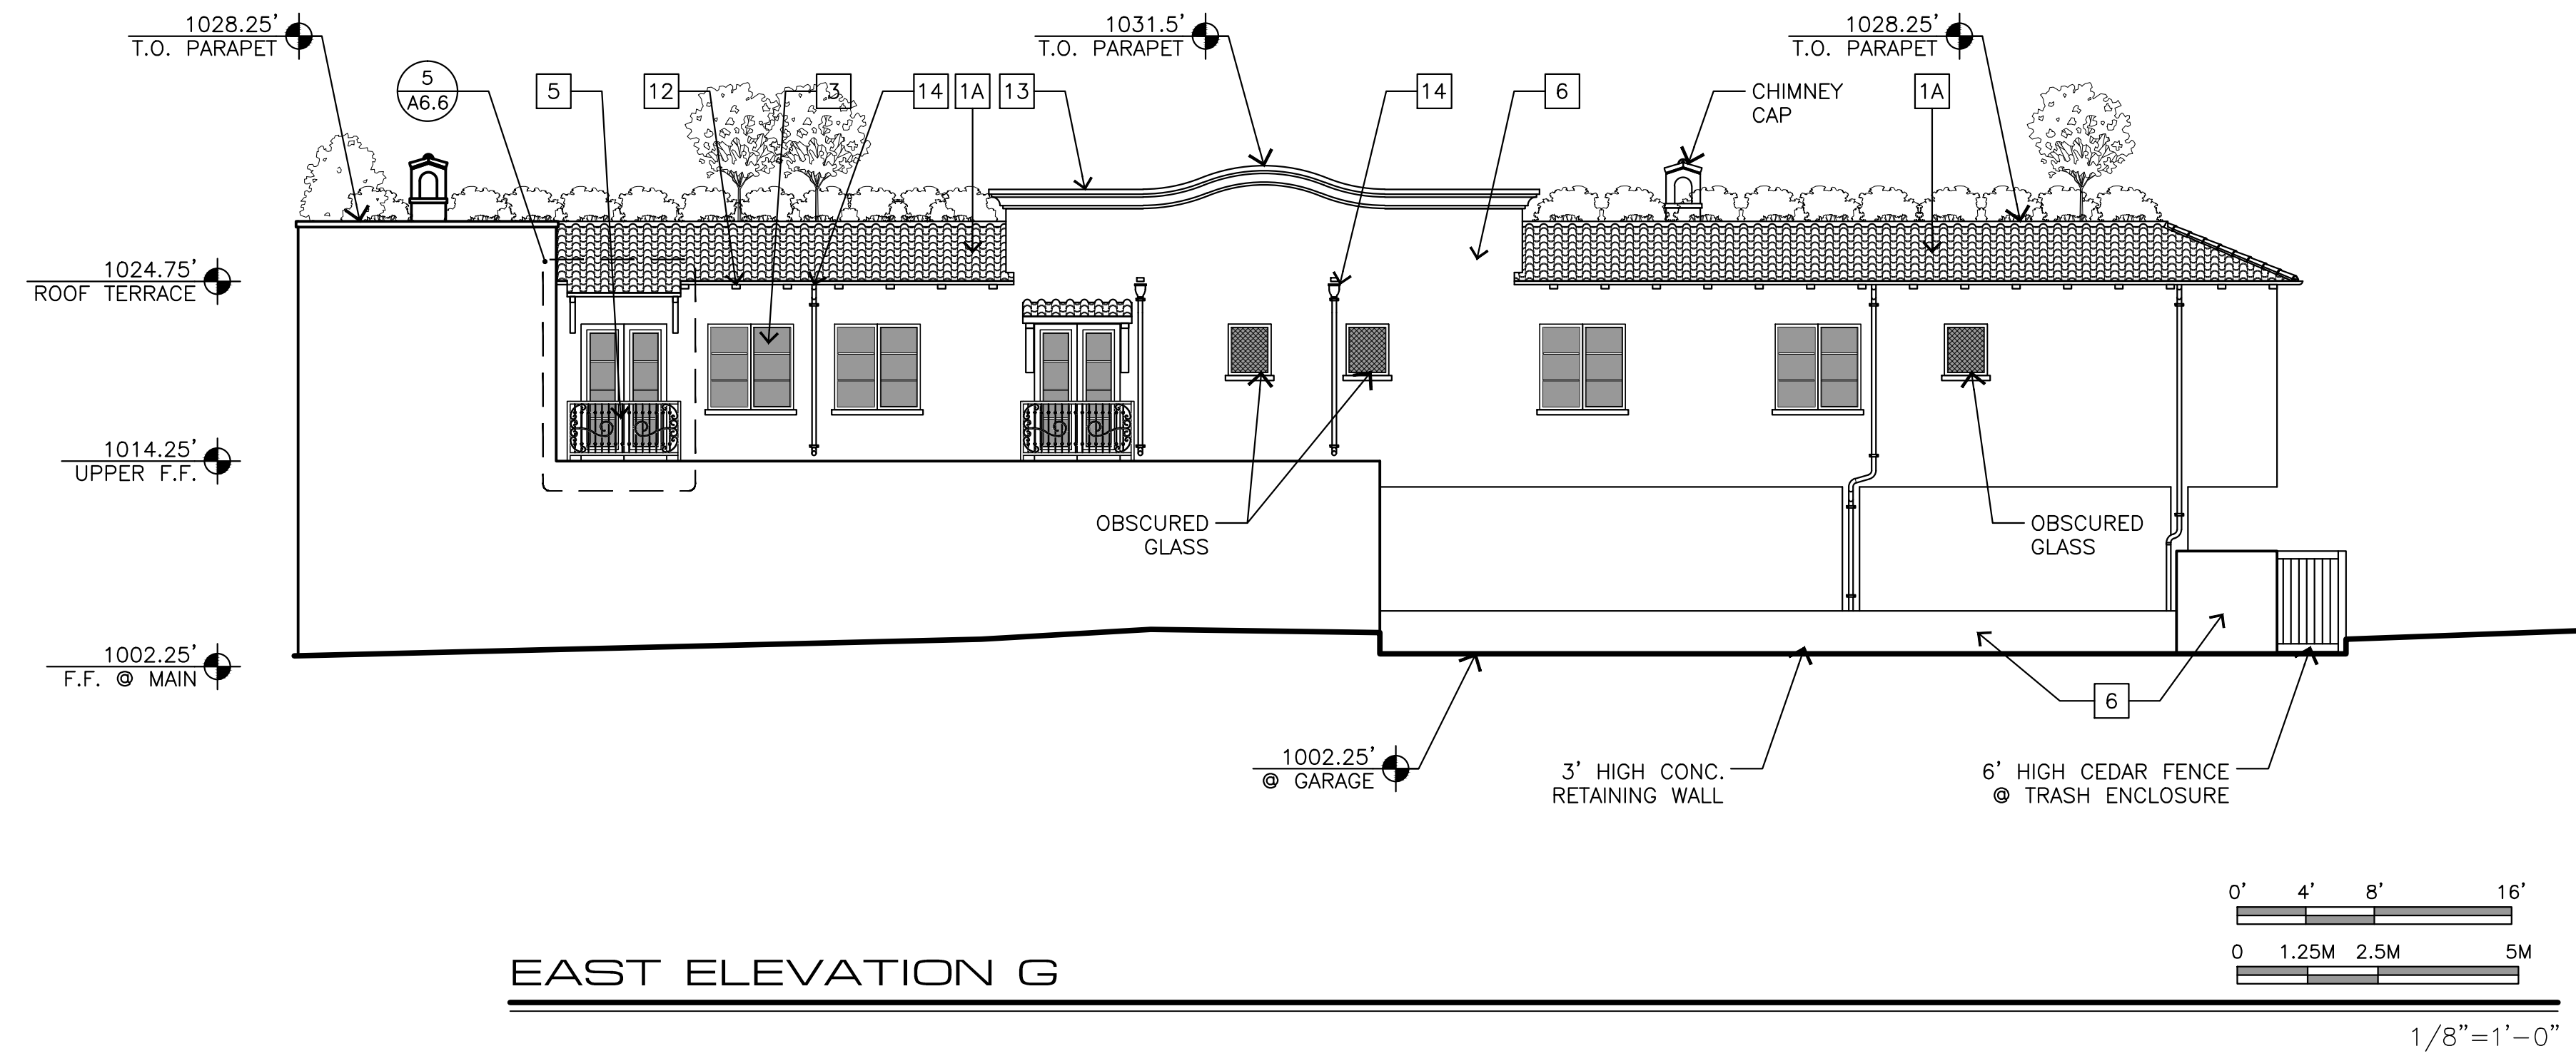 1028.25'
T.O. PARAPET
1031.5'
T.O. PARAPET
1028.25'
T.O. PARAPET
5
A6.6
5
12
3
14
1A
13
14
6
CHIMNEY
CAP
1A
1024.75'
ROOF TERRACE
1014.25'
UPPER F.F.
OBSCURED
GLASS
OBSCURED
GLASS
1002.25'
F.F. @ MAIN
6
1002.25'
@ GARAGE
3' HIGH CONC.
RETAINING WALL
6' HIGH CEDAR FENCE
@ TRASH ENCLOSURE
0' 4' 8' 16'
0 1.25M 2.5M 5M
EAST ELEVATION G
1/8"=1'-0"